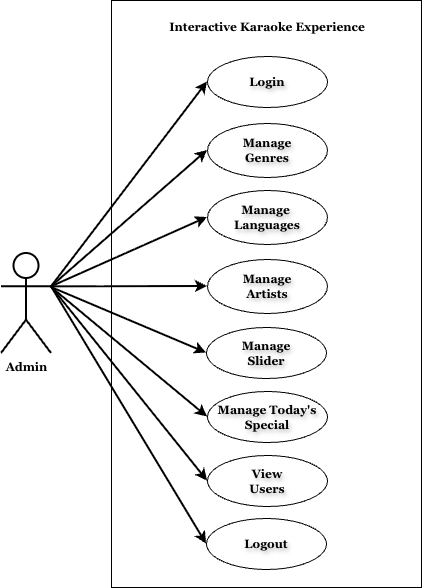 Interactive Karaoke Experience
Login
Manage
Genres
Manage
Languages
Manage
Artists
Manage
Slider
Admin
Manage Today's
Special
View
Users
Logout